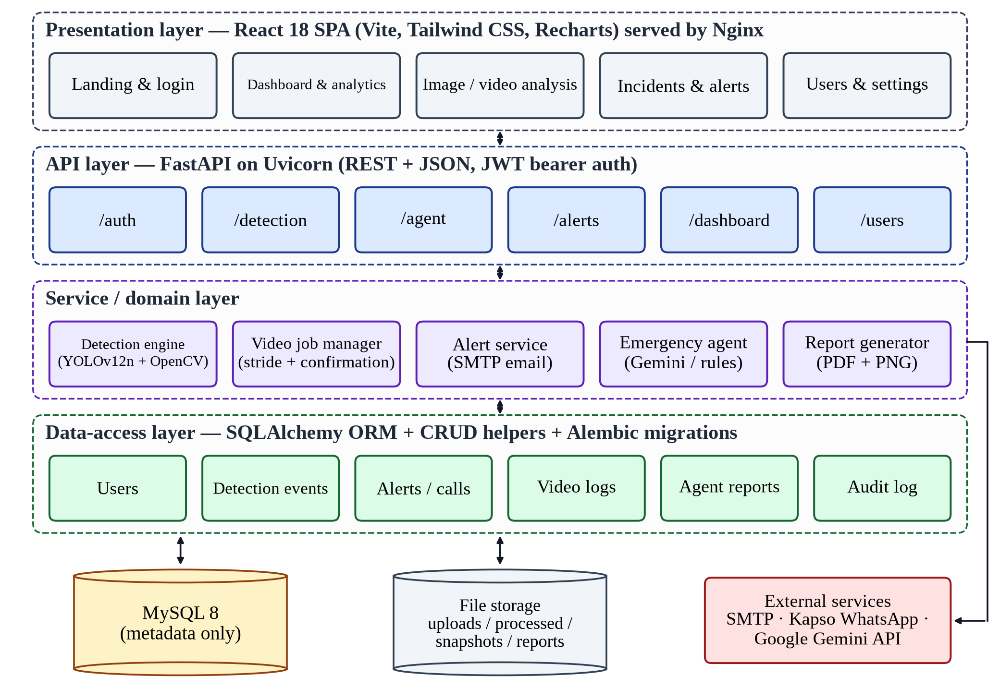 Presentation layer — React 18 SPA (Vite, Tailwind CSS, Recharts) served by Nginx
Landing & login
Dashboard & analytics
Image / video analysis
Incidents & alerts
Users & settings
API layer — FastAPI on Uvicorn (REST + JSON, JWT bearer auth)
/auth
/detection
/agent
/alerts
/dashboard
/users
Service / domain layer
Detection engine
(YOLOv12n + OpenCV)
Video job manager
(stride + confirmation)
Alert service
(SMTP email)
Emergency agent
(Gemini / rules)
Report generator
(PDF + PNG)
Data-access layer — SQLAlchemy ORM + CRUD helpers + Alembic migrations
Users
Detection events
Alerts / calls
Video logs
Agent reports
Audit log
MySQL 8
(metadata only)
File storage
uploads / processed /
snapshots / reports
External services
SMTP · Kapso WhatsApp ·
Google Gemini API